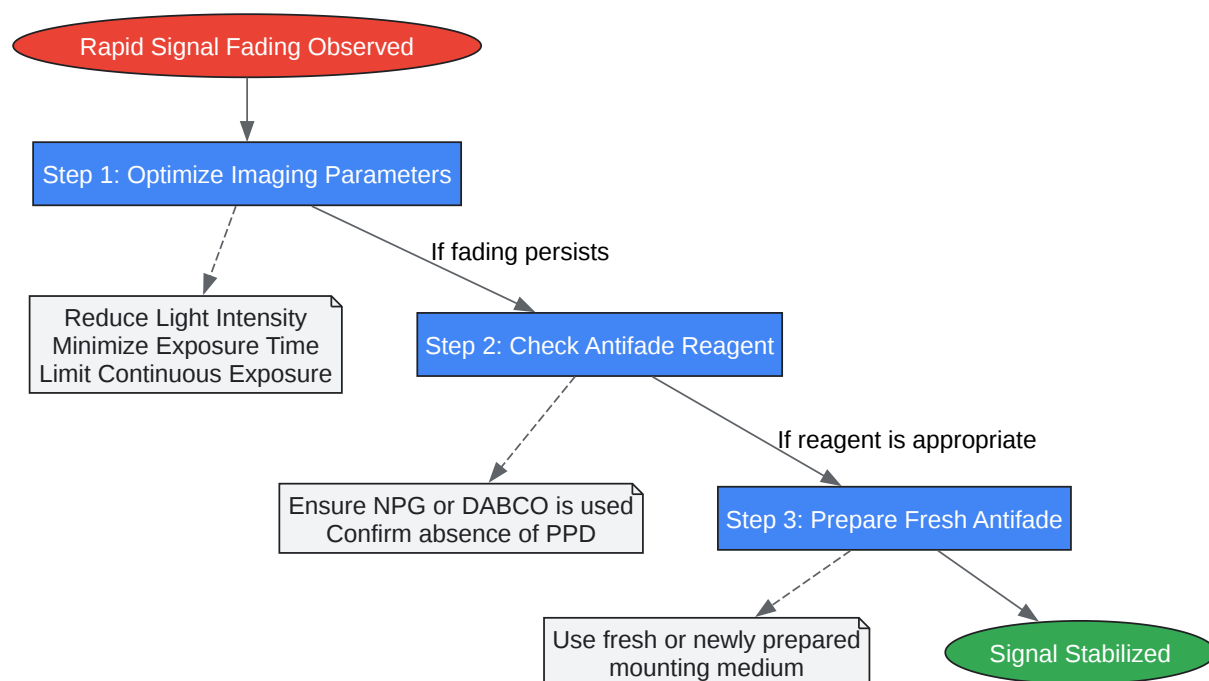 Rapid Signal Fading Observed
Step 1: Optimize Imaging Parameters
If fading persists
Reduce Light Intensity
Minimize Exposure Time
Limit Continuous Exposure
Step 2: Check Antifade Reagent
If reagent is appropriate
Ensure NPG or DABCO is used
Confirm absence of PPD
Step 3: Prepare Fresh Antifade
Use fresh or newly prepared
mounting medium
Signal Stabilized